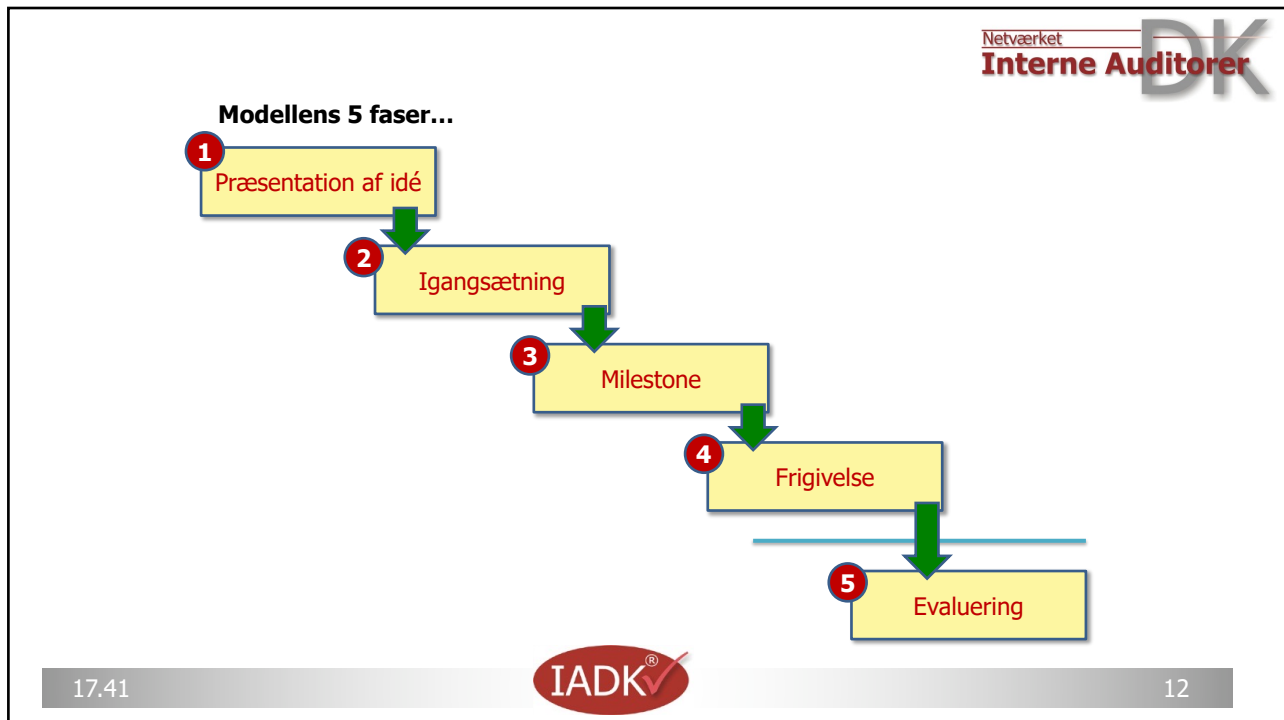 Netværket
DK
Interne Auditorer
Modellens 5 faser...
1
Præsentation af idé
2
Igangsætning
3
Milestone
4
Frigivelse
5
Evaluering
17.41
IADK®
12